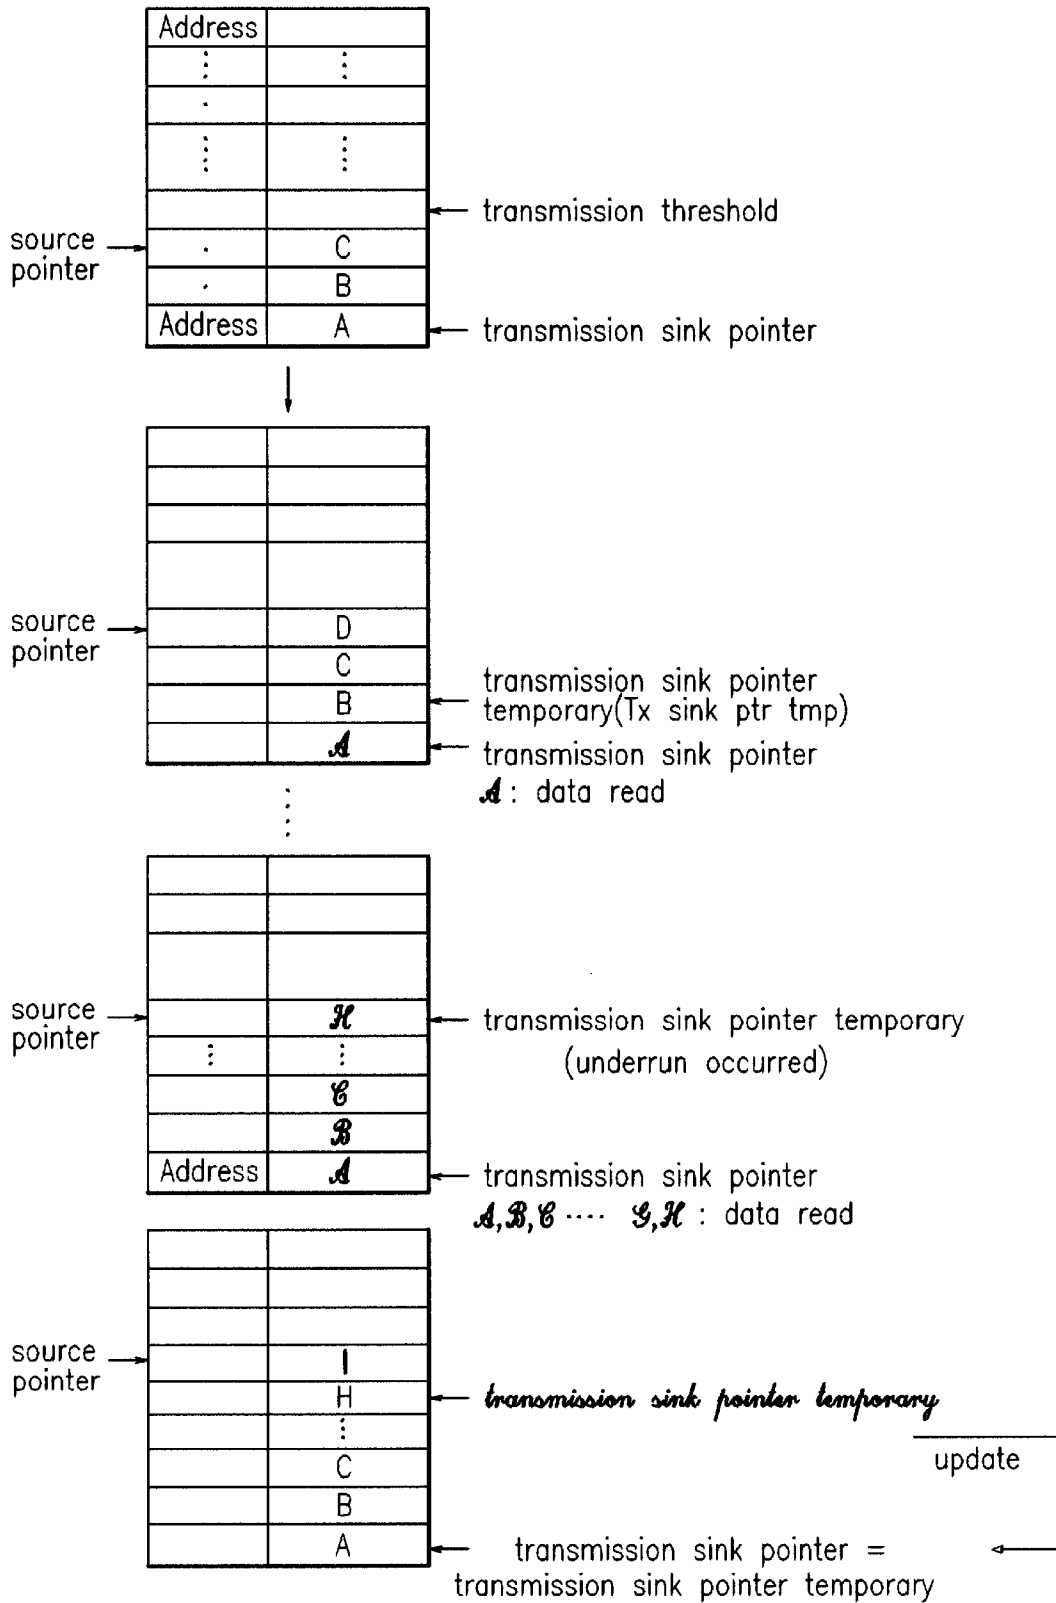 Address
transmission threshold
source
pointer
C
B
Address A
transmission sink pointer
source
pointer
D
C
transmission sink pointer
B
temporary(Tx sink ptr tmp)
𝒜
transmission sink pointer
𝒜: data read
source
pointer
ℋ
transmission sink pointer temporary
(underrun occurred)
𝒞
ℬ
Address 𝒜
transmission sink pointer
𝒜,ℬ,𝒞 ···· 𝒢,ℋ : data read
source
pointer
I
H
transmission sink pointer temporary
update
C
B
A
transmission sink pointer =
transmission sink pointer temporary